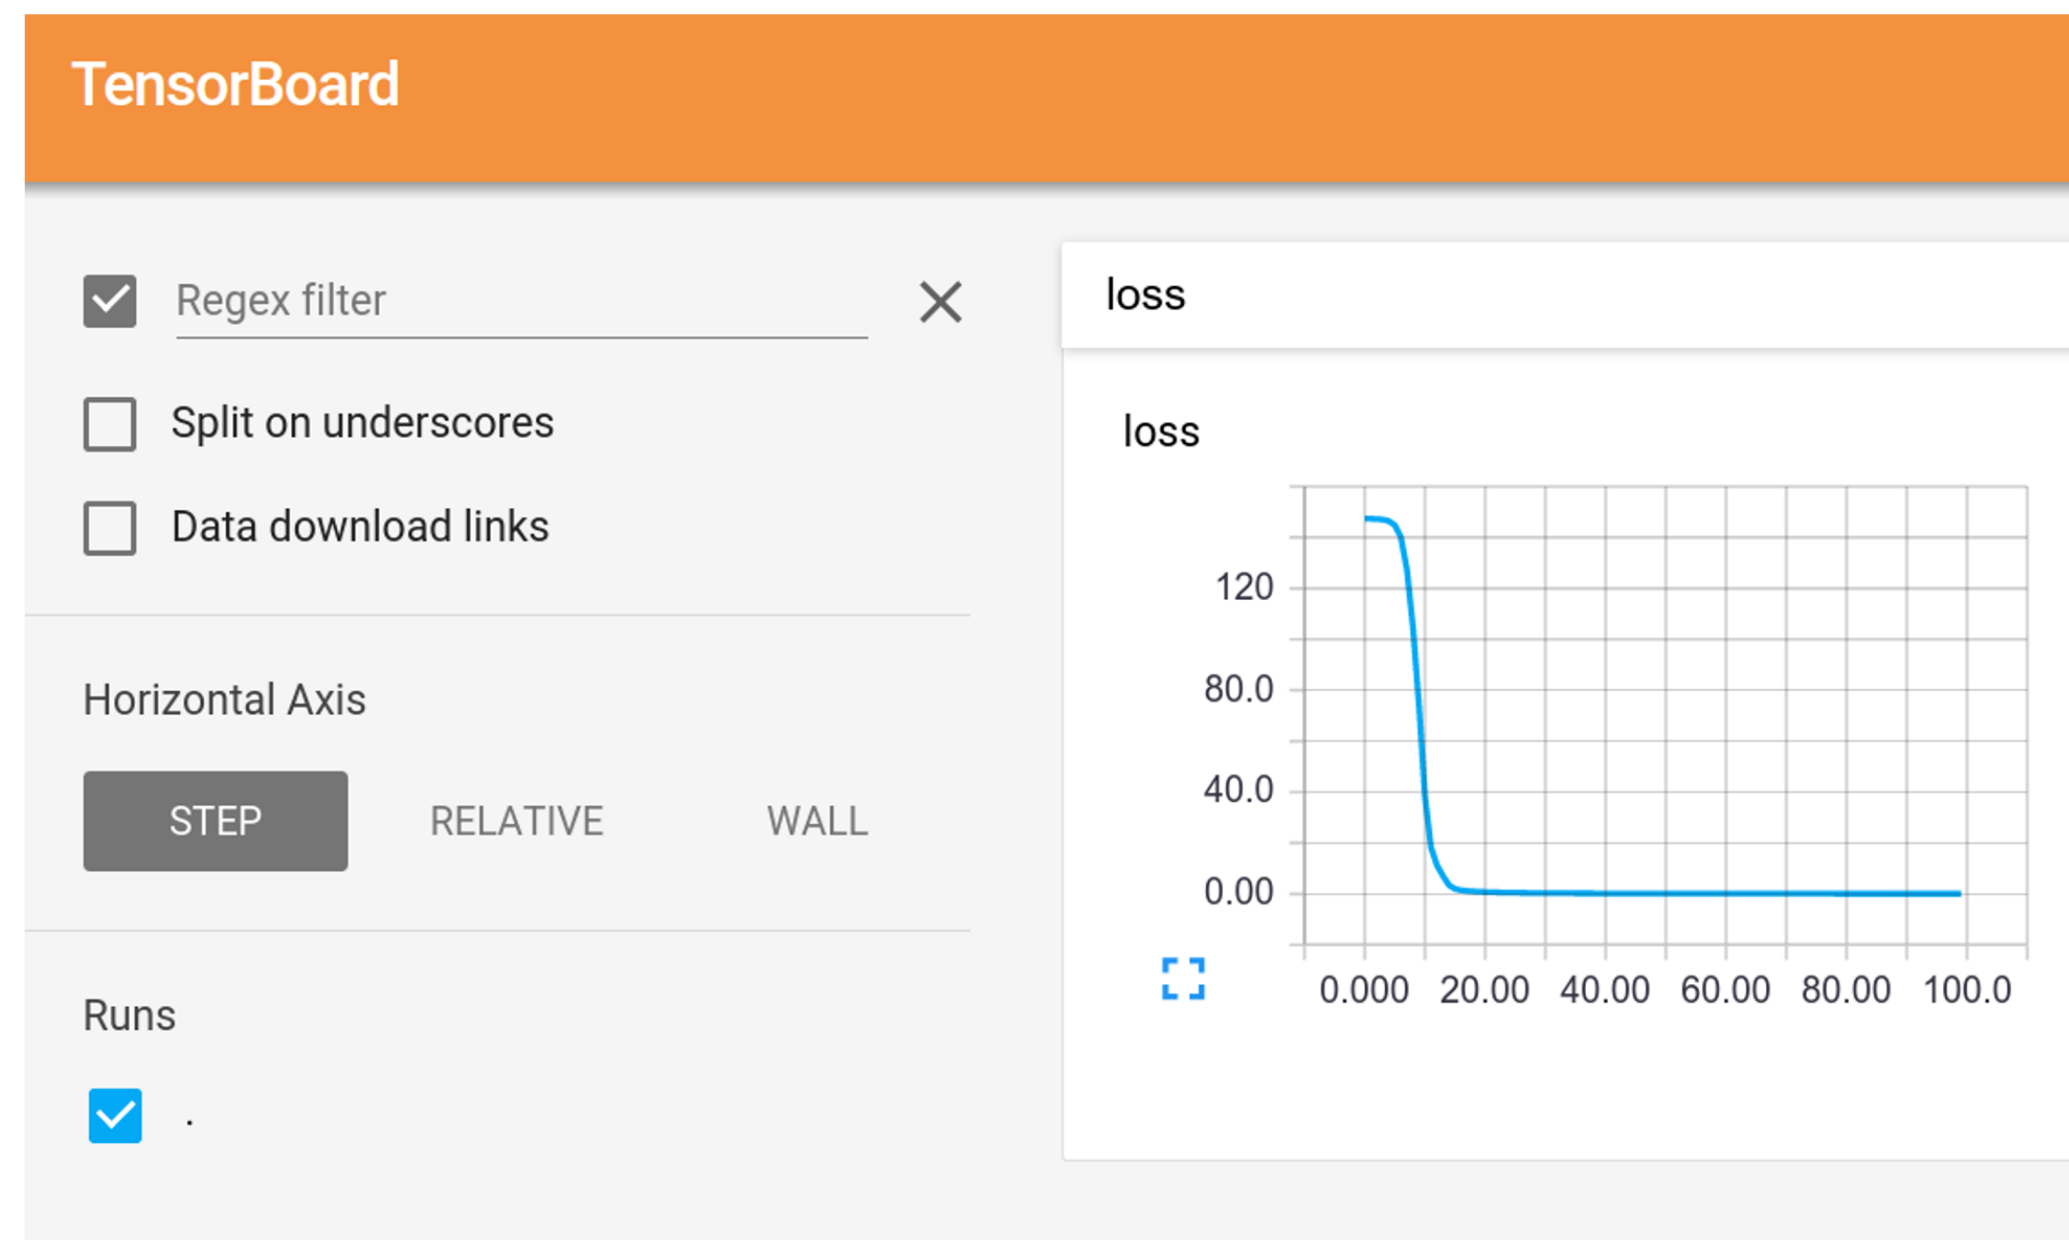 TensorBoard
Regex filter
Split on underscores
Data download links
Horizontal Axis
STEP RELATIVE WALL
Runs
.
loss
loss
120
80.0
40.0
0.00
0.000 20.00 40.00 60.00 80.00 100.0